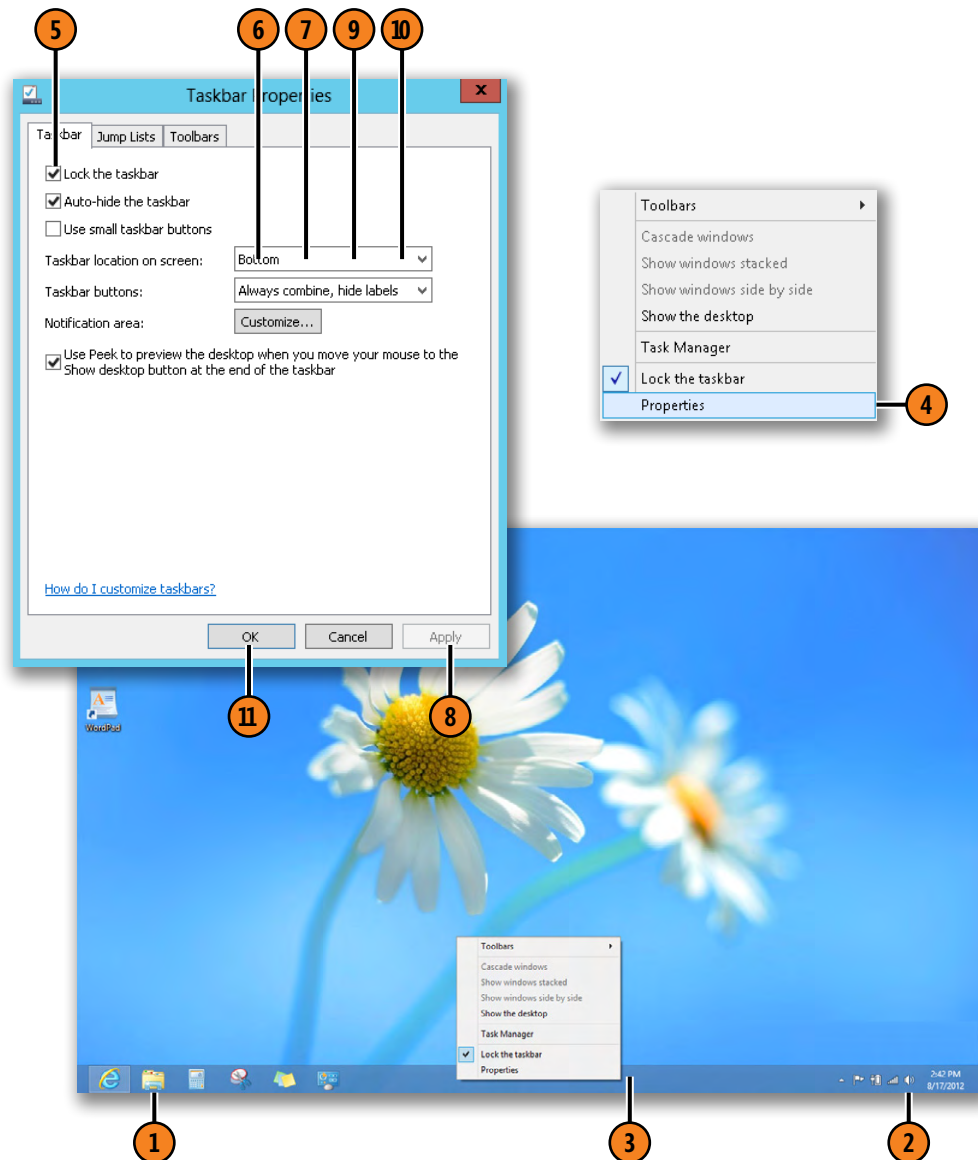 5 6 7 9 10
Taskbar Properties
x
Taskbar Jump Lists Toolbars
Lock the taskbar
Auto-hide the taskbar
Use small taskbar buttons
Taskbar location on screen: Bottom
Taskbar buttons: Always combine, hide labels
Notification area: Customize...
Use Peek to preview the desktop when you move your mouse to the
Show desktop button at the end of the taskbar
How do I customize taskbars?
OK Cancel Apply
11 8
Toolbars
Cascade windows
Show windows stacked
Show windows side by side
Show the desktop
Task Manager
Lock the taskbar
Properties
4
WordPad
Toolbars
Cascade windows
Show windows stacked
Show windows side by side
Show the desktop
Task Manager
Lock the taskbar
Properties
2:42 PM
8/17/2012
1 3 2